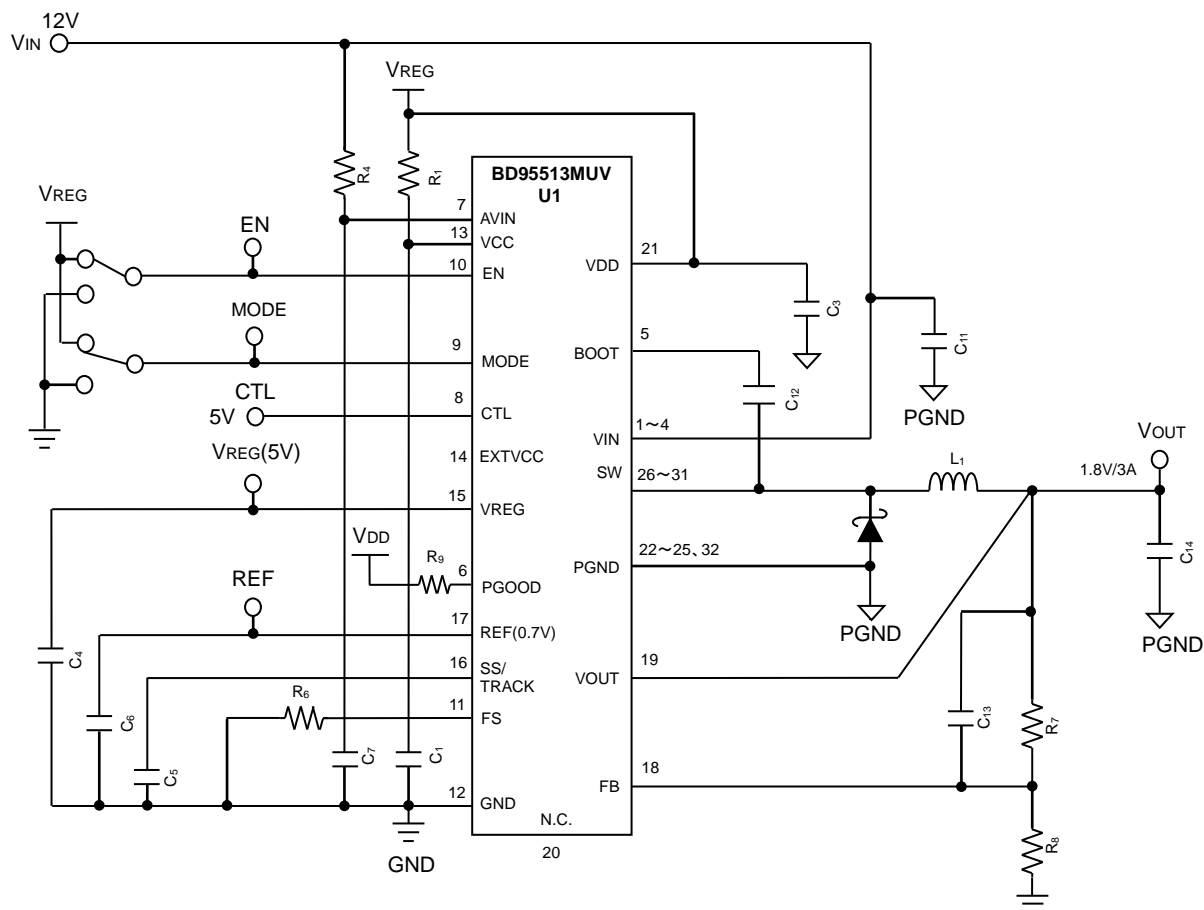 12V
VIN
VREG
R4
R1
BD95513MUV
U1
VREG
EN
7
AVIN
13
VCC
10
EN
21
VDD
C3
MODE
9
MODE
5
BOOT
C11
C12
CTL
5V
8
CTL
1～4
VIN
PGND
VOUT
VREG(5V)
14
EXTVCC
SW
26～31
L1
1.8V/3A
15
VREG
VDD
R9
6
PGOOD
22～25、32
PGND
C14
REF
17
REF(0.7V)
PGND
PGND
C4
16
SS/
TRACK
19
VOUT
C6
R6
11
FS
C13
R7
C5
C7
C1
18
FB
12
GND
N.C.
R8
GND
20